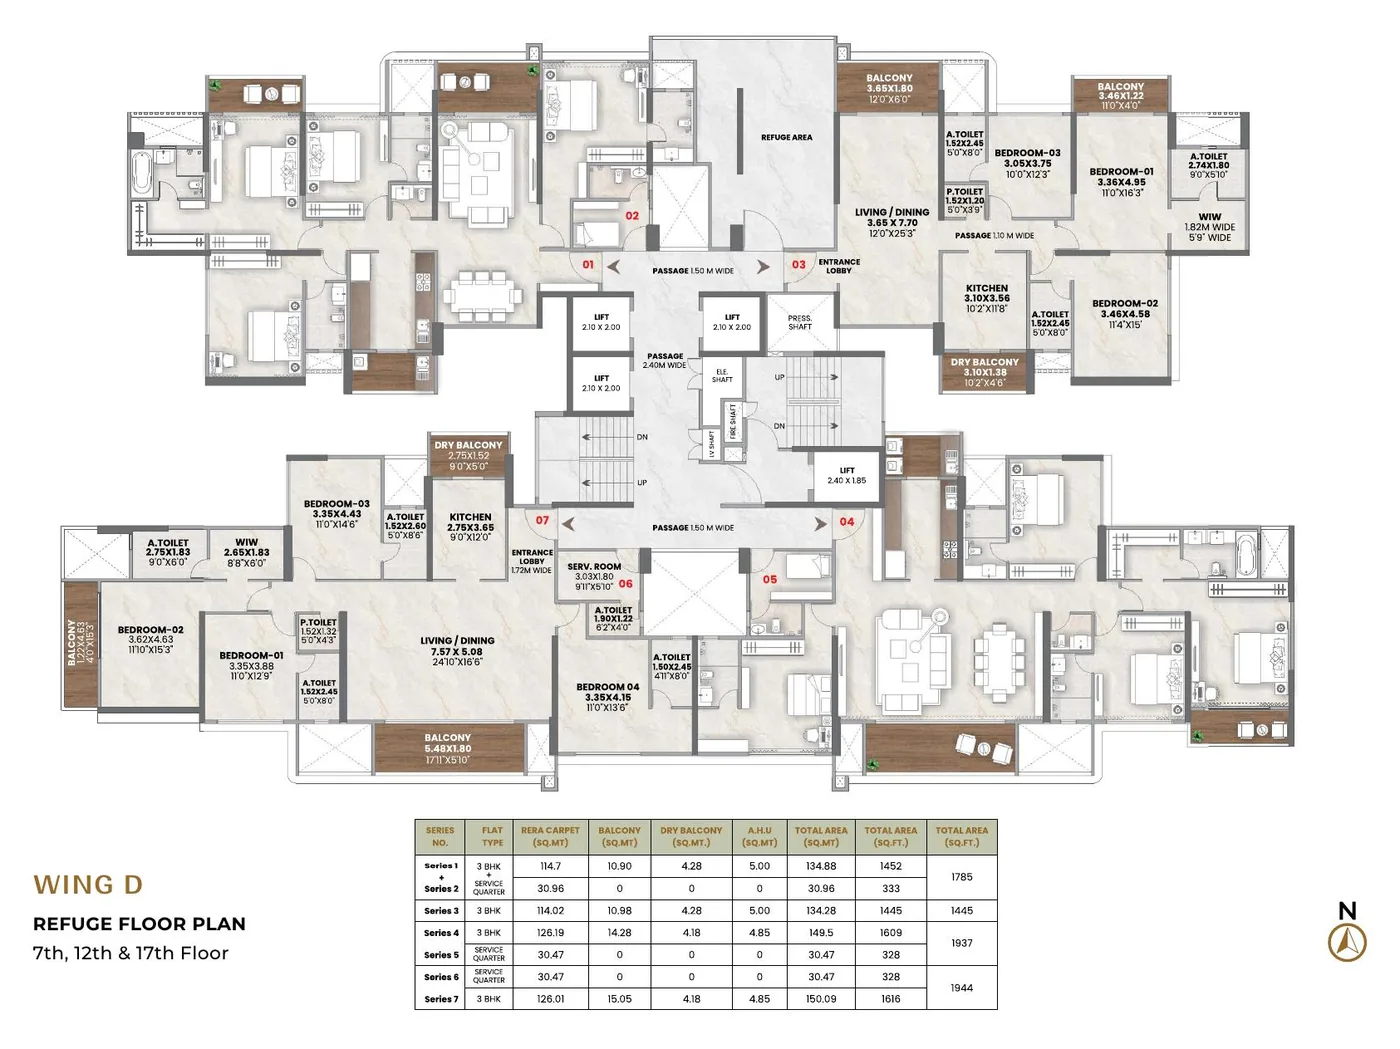 REFUGE AREA
BALCONY
3.65X1.80
12'0"X6'0"
BALCONY
3.46X1.22
11'0"X4'0"
A.TOILET
1.52X2.45
5'0"X8'0"
BEDROOM-03
3.05X3.75
10'0"X12'3"
BEDROOM-01
3.36X4.95
11'0"X16'3"
A.TOILET
2.74X1.80
9'0"X5'10"
P.TOILET
1.52X1.20
5'0"X3'9"
LIVING / DINING
3.65 X 7.70
12'0"X25'3"
WIW
1.82M WIDE
5'9" WIDE
PASSAGE 1.10 M WIDE
02
01
PASSAGE 1.50 M WIDE
03
ENTRANCE
LOBBY
KITCHEN
3.10X3.56
10'2"X11'8"
BEDROOM-02
3.46X4.58
11'4"X15'
A.TOILET
1.52X2.45
5'0"X8'0"
LIFT
2.10 X 2.00
LIFT
2.10 X 2.00
PRESS.
SHAFT
PASSAGE
2.40M WIDE
DRY BALCONY
3.10X1.38
10'2"X4'6"
LIFT
2.10 X 2.00
ELE.
SHAFT
UP
FIRE SHAFT
DN
LV SHAFT
DN
UP
LIFT
2.40 X 1.85
DRY BALCONY
2.75X1.52
9'0"X5'0"
BEDROOM-03
3.35X4.43
11'0"X14'6"
A.TOILET
1.52X2.60
5'0"X8'6"
KITCHEN
2.75X3.65
9'0"X12'0"
07
PASSAGE 1.50 M WIDE
04
A.TOILET
2.75X1.83
9'0"X6'0"
WIW
2.65X1.83
8'8"X6'0"
ENTRANCE
LOBBY
1.72M WIDE
SERV. ROOM
3.03X1.80
9'11"X5'10"
06
05
A.TOILET
1.90X1.22
6'2"X4'0"
BALCONY
1.22X4.63
4'0"X15'3"
BEDROOM-02
3.62X4.63
11'10"X15'3"
P.TOILET
1.52X1.32
5'0"X4'3"
BEDROOM-01
3.35X3.88
11'0"X12'9"
LIVING / DINING
7.57 X 5.08
24'10"X16'6"
A.TOILET
1.52X2.45
5'0"X8'0"
BEDROOM 04
3.35X4.15
11'0"X13'6"
A.TOILET
1.50X2.45
4'11"X8'0"
BALCONY
5.48X1.80
17'11"X5'10"
SERIES NO. FLAT TYPE RERA CARPET (SQ.MT) BALCONY (SQ.MT) DRY BALCONY (SQ.MT.) A.H.U (SQ.MT) TOTAL AREA (SQ.MT) TOTAL AREA (SQ.FT.) TOTAL AREA (SQ.FT.)
Series 1 3 BHK 114.7 10.90 4.28 5.00 134.88 1452 1785
+ +
Series 2 SERVICE QUARTER 30.96 0 0 0 30.96 333
Series 3 3 BHK 114.02 10.98 4.28 5.00 134.28 1445 1445
Series 4 3 BHK 126.19 14.28 4.18 4.85 149.5 1609 1937
Series 5 SERVICE QUARTER 30.47 0 0 0 30.47 328
Series 6 SERVICE QUARTER 30.47 0 0 0 30.47 328 1944
Series 7 3 BHK 126.01 15.05 4.18 4.85 150.09 1616
WING D
REFUGE FLOOR PLAN
7th, 12th & 17th Floor
N